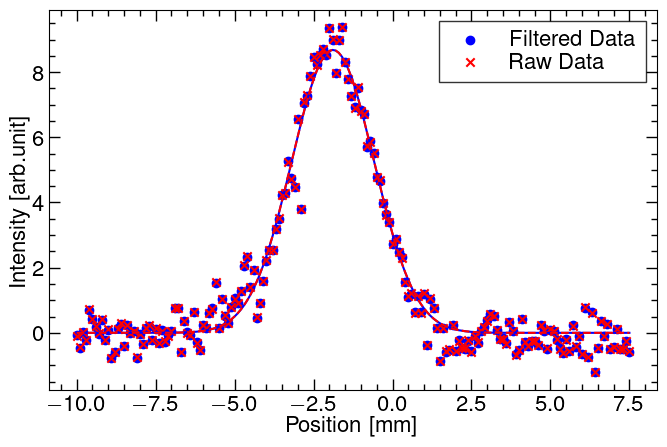 Filtered Data
Raw Data
Intensity [arb.unit]
8
6
4
2
0
−10.0 −7.5 −5.0 −2.5 0.0 2.5 5.0 7.5
Position [mm]